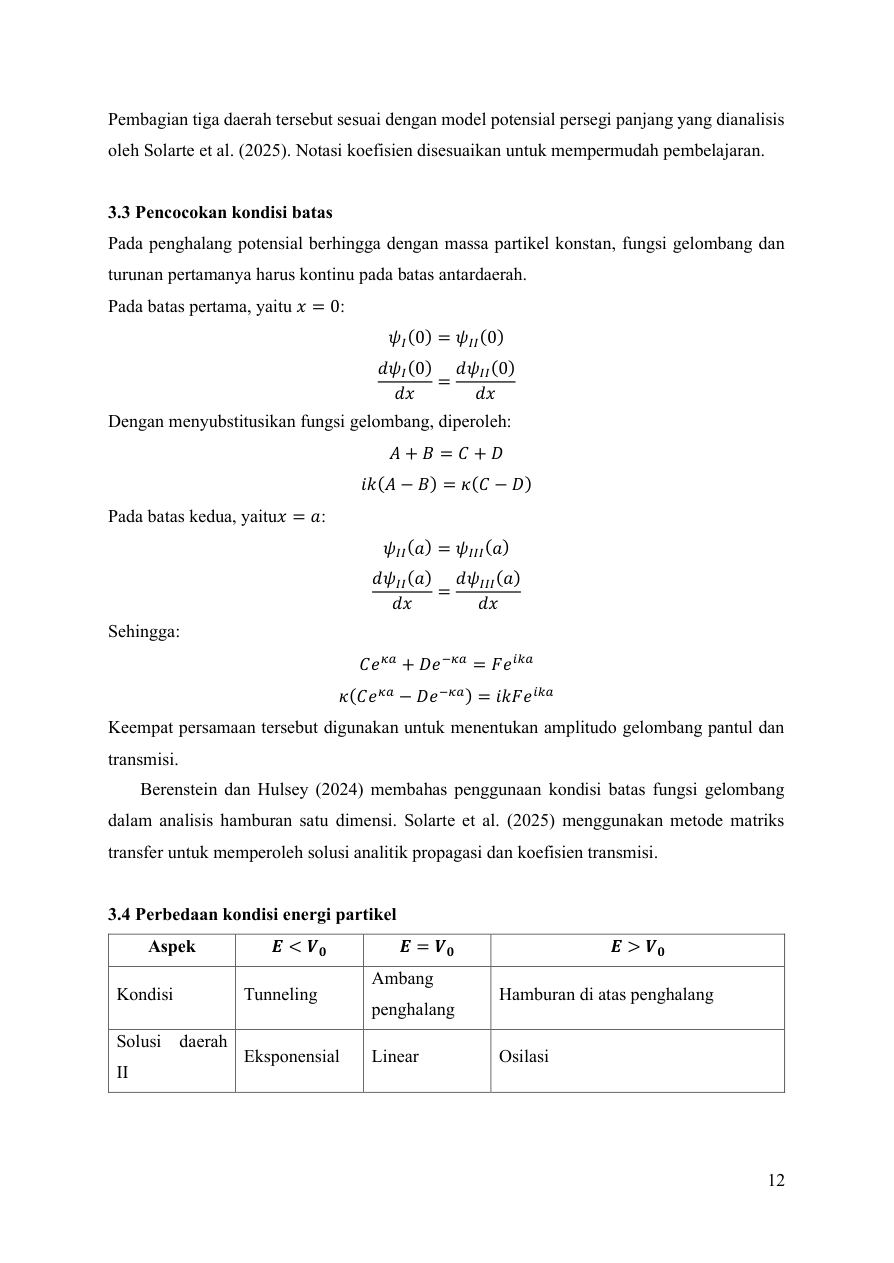 Pembagian tiga daerah tersebut sesuai dengan model potensial persegi panjang yang dianalisis
oleh Solarte et al. (2025). Notasi koefisien disesuaikan untuk mempermudah pembelajaran.
3.3 Pencocokan kondisi batas
Pada penghalang potensial berhingga dengan massa partikel konstan, fungsi gelombang dan
turunan pertamanya harus kontinu pada batas antardaerah.
Pada batas pertama, yaitu 𝑥 = 0:
𝜓_𝐼(0) = 𝜓_𝐼𝐼(0)
𝑑𝜓_𝐼(0)/𝑑𝑥 = 𝑑𝜓_𝐼𝐼(0)/𝑑𝑥
Dengan menyubstitusikan fungsi gelombang, diperoleh:
𝐴 + 𝐵 = 𝐶 + 𝐷
𝑖𝑘(𝐴 − 𝐵) = 𝜅(𝐶 − 𝐷)
Pada batas kedua, yaitu𝑥 = 𝑎:
𝜓_𝐼𝐼(𝑎) = 𝜓_𝐼𝐼𝐼(𝑎)
𝑑𝜓_𝐼𝐼(𝑎)/𝑑𝑥 = 𝑑𝜓_𝐼𝐼𝐼(𝑎)/𝑑𝑥
Sehingga:
𝐶𝑒^{𝜅𝑎} + 𝐷𝑒^{−𝜅𝑎} = 𝐹𝑒^{𝑖𝑘𝑎}
𝜅(𝐶𝑒^{𝜅𝑎} − 𝐷𝑒^{−𝜅𝑎}) = 𝑖𝑘𝐹𝑒^{𝑖𝑘𝑎}
Keempat persamaan tersebut digunakan untuk menentukan amplitudo gelombang pantul dan
transmisi.
Berenstein dan Hulsey (2024) membahas penggunaan kondisi batas fungsi gelombang
dalam analisis hamburan satu dimensi. Solarte et al. (2025) menggunakan metode matriks
transfer untuk memperoleh solusi analitik propagasi dan koefisien transmisi.
3.4 Perbedaan kondisi energi partikel
Aspek 𝑬 < 𝑽₀ 𝑬 = 𝑽₀ 𝑬 > 𝑽₀
Kondisi Tunneling Ambang penghalang Hamburan di atas penghalang
Solusi daerah II Eksponensial Linear Osilasi
12